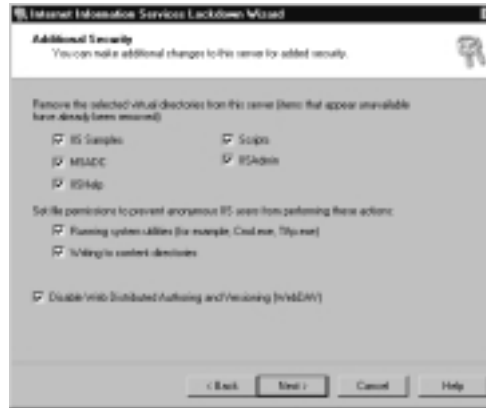 Internet Information Services Lockdown Wizard
Additional Security
You can make additional changes to this server for added security.
Remove the selected virtual directories from this server (items that appear unavailable
have already been removed):
IIS Samples
Scripts
MSADC
IISAdmin
IISHelp
Set file permissions to prevent anonymous IIS users from performing these actions:
Running system utilities (for example, Cmd.exe, Tftp.exe)
Writing to content directories
Disable Web Distributed Authoring and Versioning (WebDAV)
< Back
Next >
Cancel
Help